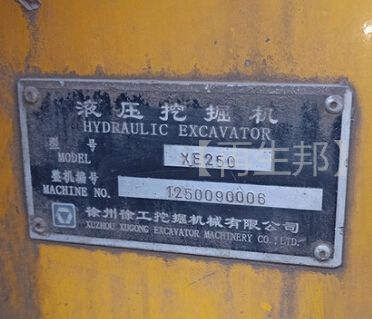 液压挖掘机
HYDRAULIC EXCAVATOR
型号
MODEL XE250
整机编号
MACHINE NO. 1250090006
徐州徐工挖掘机械有限公司
XUZHOU XUGONG EXCAVATOR MACHINERY CO.,LTD.
【再生邦】